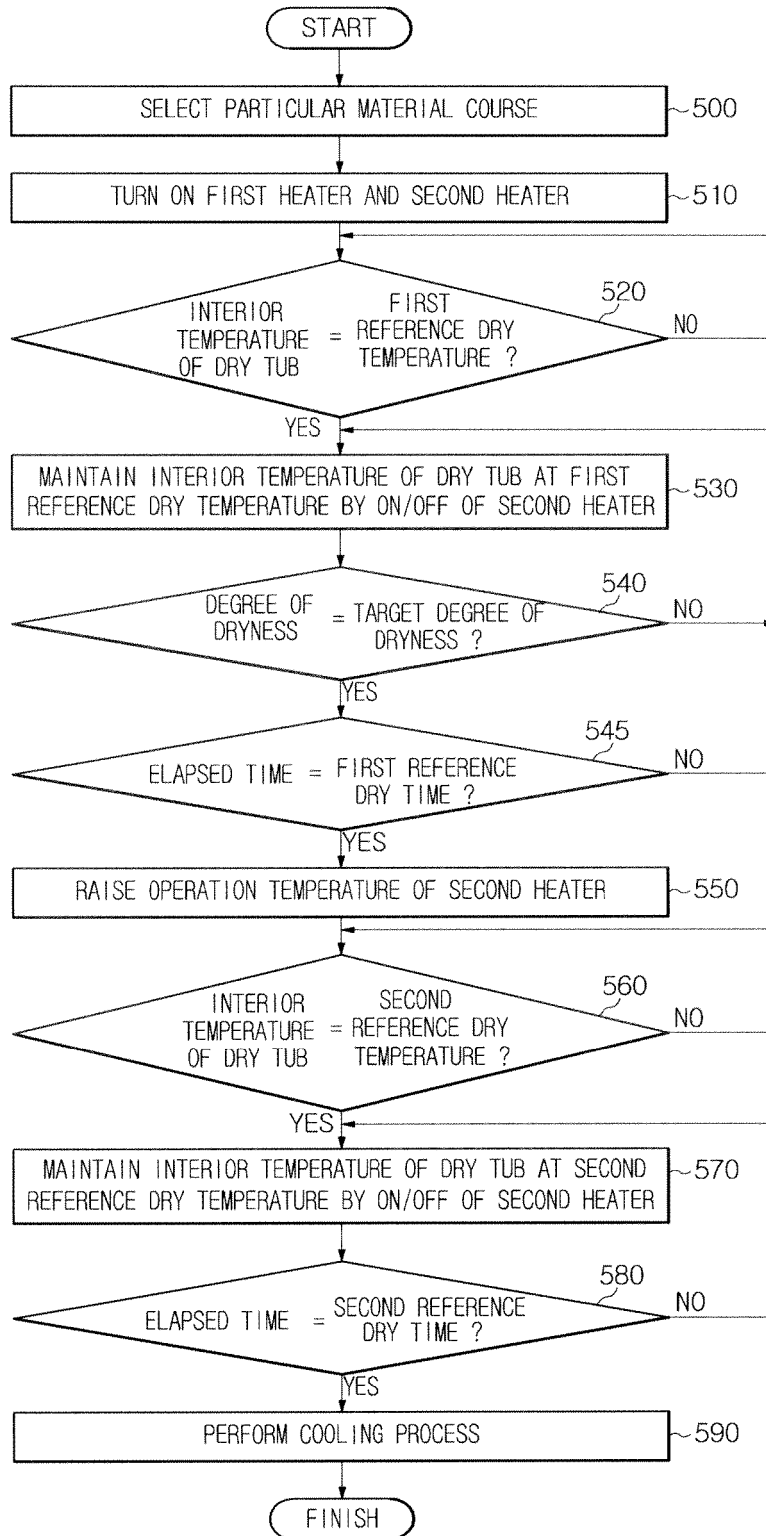 START
SELECT PARTICULAR MATERIAL COURSE
500
TURN ON FIRST HEATER AND SECOND HEATER
510
INTERIOR
TEMPERATURE
OF DRY TUB
=
FIRST
REFERENCE DRY
TEMPERATURE ?
520
NO
YES
MAINTAIN INTERIOR TEMPERATURE OF DRY TUB AT FIRST
REFERENCE DRY TEMPERATURE BY ON/OFF OF SECOND HEATER
530
DEGREE OF
DRYNESS
=
TARGET DEGREE OF
DRYNESS ?
540
NO
YES
ELAPSED TIME
=
FIRST REFERENCE
DRY TIME ?
545
NO
YES
RAISE OPERATION TEMPERATURE OF SECOND HEATER
550
INTERIOR
TEMPERATURE
OF DRY TUB
=
SECOND
REFERENCE DRY
TEMPERATURE ?
560
NO
YES
MAINTAIN INTERIOR TEMPERATURE OF DRY TUB AT SECOND
REFERENCE DRY TEMPERATURE BY ON/OFF OF SECOND HEATER
570
ELAPSED TIME
=
SECOND REFERENCE
DRY TIME ?
580
NO
YES
PERFORM COOLING PROCESS
590
FINISH